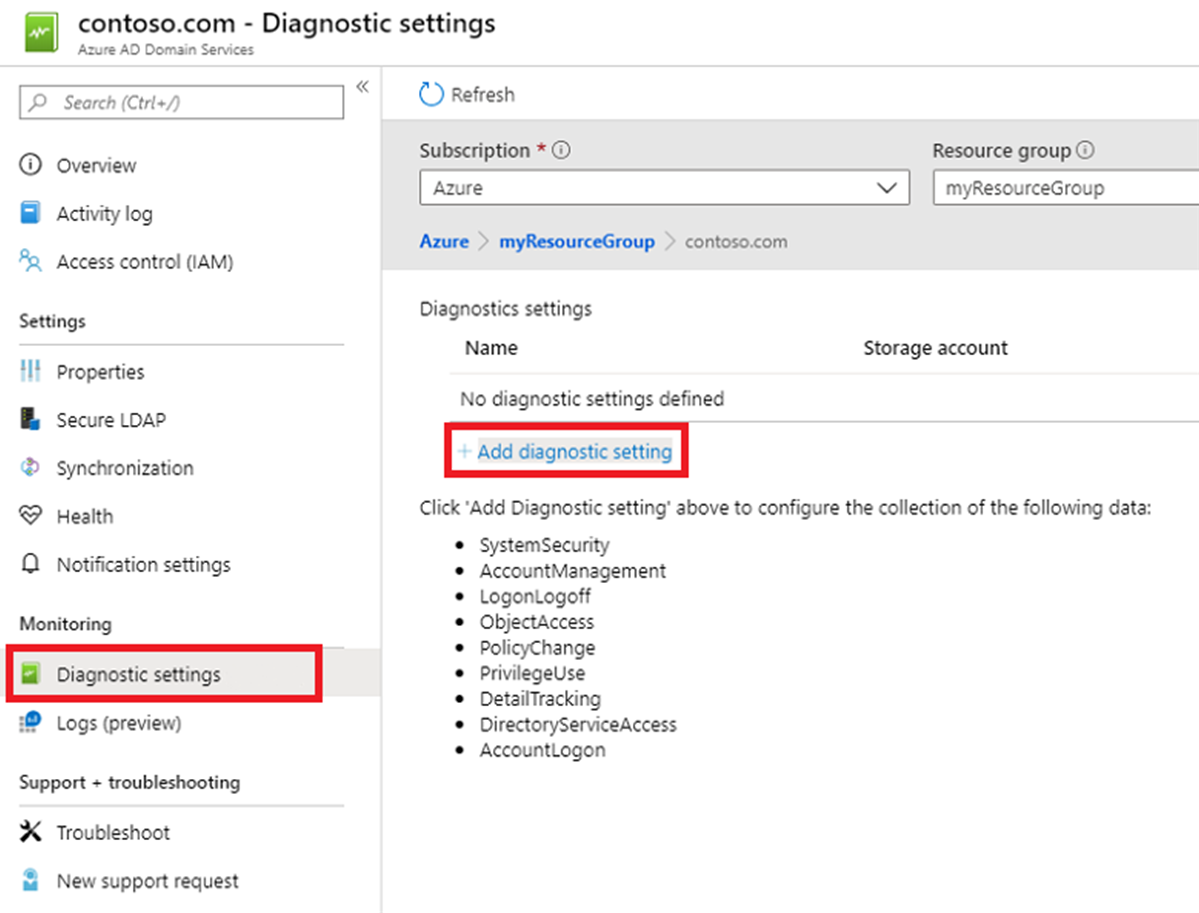 contoso.com - Diagnostic settings
Azure AD Domain Services
Search (Ctrl+/)
«
Overview
Activity log
Access control (IAM)
Settings
Properties
Secure LDAP
Synchronization
Health
Notification settings
Monitoring
Diagnostic settings
Logs (preview)
Support + troubleshooting
Troubleshoot
New support request
Refresh
Subscription * Resource group
Azure myResourceGroup
Azure > myResourceGroup > contoso.com
Diagnostics settings
Name Storage account
No diagnostic settings defined
+ Add diagnostic setting
Click 'Add Diagnostic setting' above to configure the collection of the following data:
• SystemSecurity
• AccountManagement
• LogonLogoff
• ObjectAccess
• PolicyChange
• PrivilegeUse
• DetailTracking
• DirectoryServiceAccess
• AccountLogon